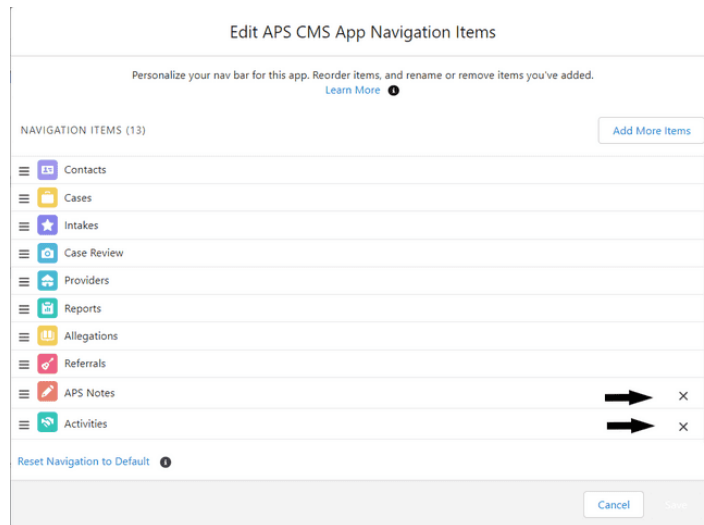 Edit APS CMS App Navigation Items
Personalize your nav bar for this app. Reorder items, and rename or remove items you've added.
Learn More
NAVIGATION ITEMS (13)
Add More Items
Contacts
Cases
Intakes
Case Review
Providers
Reports
Allegations
Referrals
APS Notes
Activities
Reset Navigation to Default
Cancel
Save